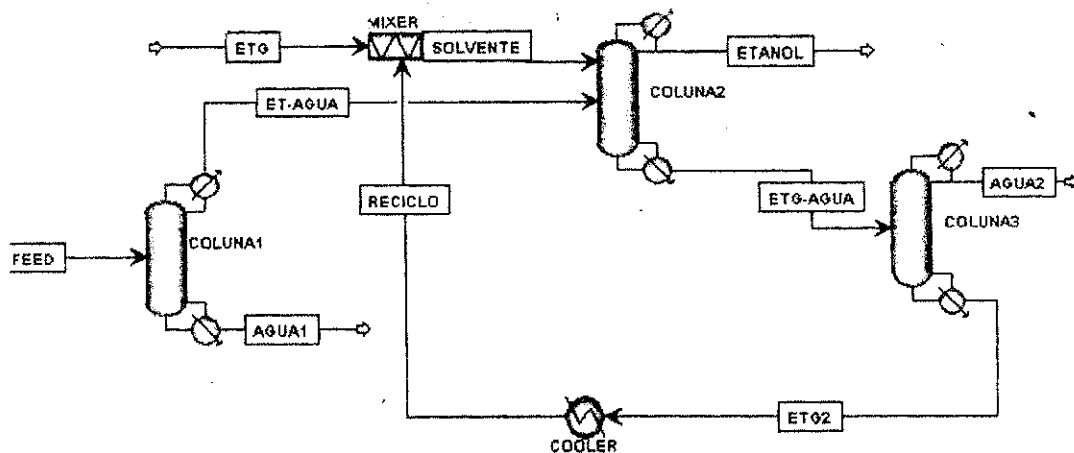 MIXER
ETG
SOLVENTE
ETANOL
ET-AGUA
COLUNA2
RECICLO
ETG-AGUA
AGUA2
COLUNA1
COLUNA3
FEED
AGUA1
ETG2
COOLER